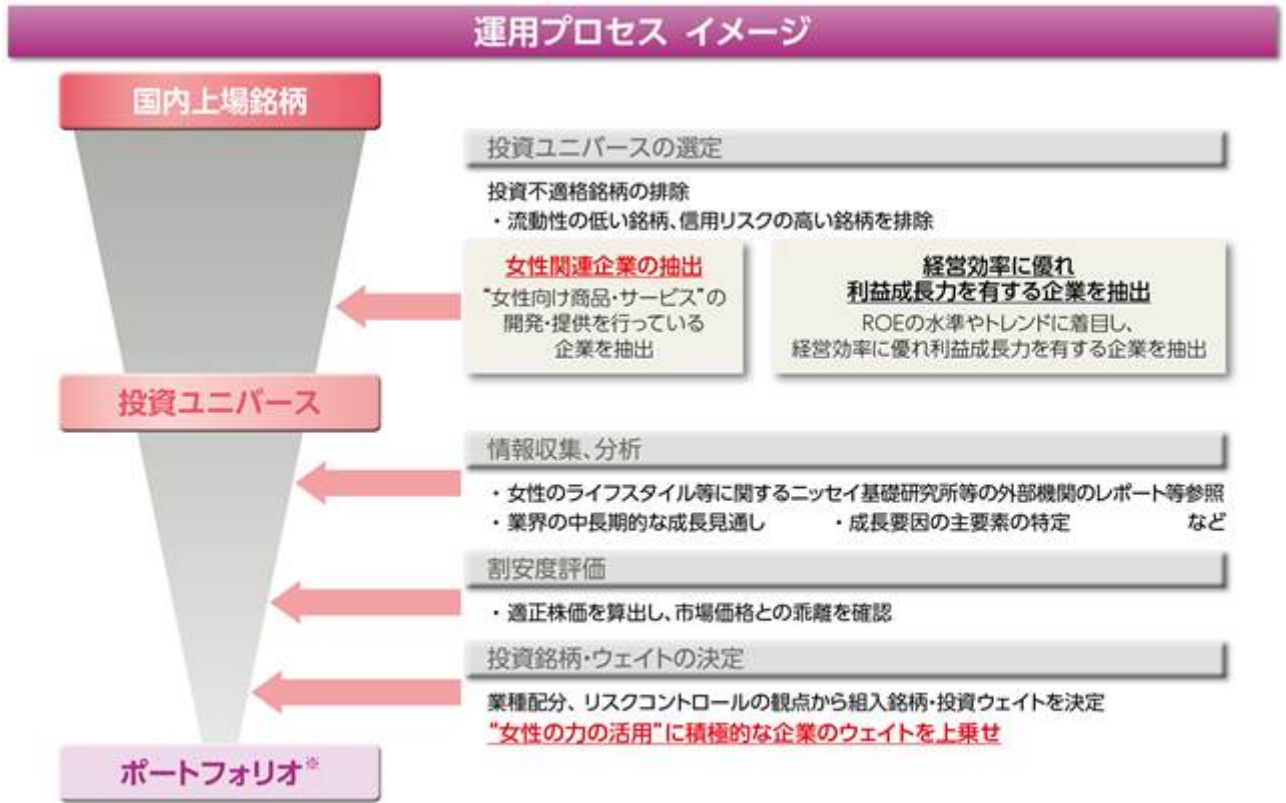 運用プロセス イメージ
国内上場銘柄
投資ユニバースの選定
投資不適格銘柄の排除
・流動性の低い銘柄、信用リスクの高い銘柄を排除
女性関連企業の抽出
“女性向け商品・サービス”の
開発・提供を行っている
企業を抽出
経営効率に優れ
利益成長力を有する企業を抽出
ROEの水準やトレンドに着目し、
経営効率に優れ利益成長力を有する企業を抽出
投資ユニバース
情報収集、分析
・女性のライフスタイル等に関するニッセイ基礎研究所等の外部機関のレポート等参照
・業界の中長期的な成長見通し ・成長要因の主要素の特定 など
割安度評価
・適正株価を算出し、市場価格との乖離を確認
投資銘柄・ウェイトの決定
業種配分、リスクコントロールの観点から組入銘柄・投資ウェイトを決定
“女性の力の活用”に積極的な企業のウェイトを上乗せ
ポートフォリオ※